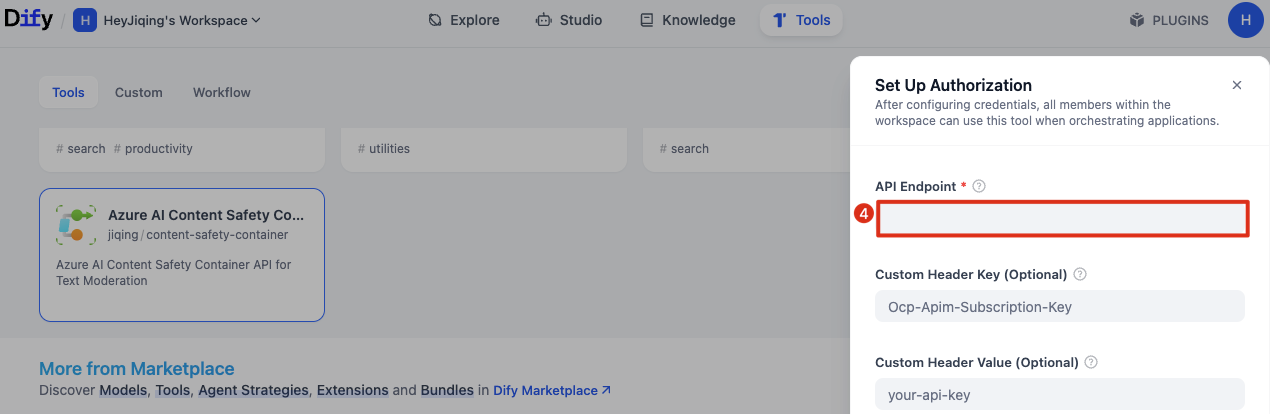 Dify / H HeyJiqing's Workspace Explore Studio Knowledge Tools PLUGINS H
Tools Custom Workflow
# search # productivity
# utilities
# search
Azure AI Content Safety Co...
jiqing / content-safety-container
Azure AI Content Safety Container API for
Text Moderation
More from Marketplace
Discover Models, Tools, Agent Strategies, Extensions and Bundles in Dify Marketplace
Set Up Authorization
After configuring credentials, all members within the
workspace can use this tool when orchestrating applications.
API Endpoint *
4
Custom Header Key (Optional)
Ocp-Apim-Subscription-Key
Custom Header Value (Optional)
your-api-key